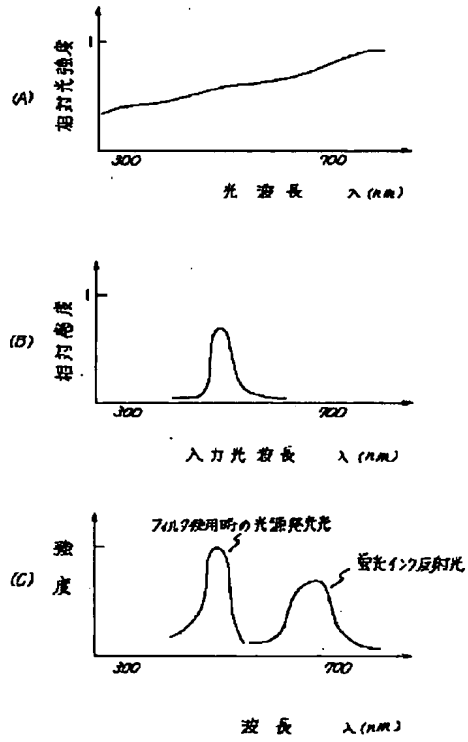 (A)
相対光強度
1
300
700
光波長 λ(nm)
(B)
相対感度
1
300
700
入力光波長 λ(nm)
(C)
強度
フィルタ使用時の光源発光光
蛍光インク反射光
300
700
波長 λ(nm)